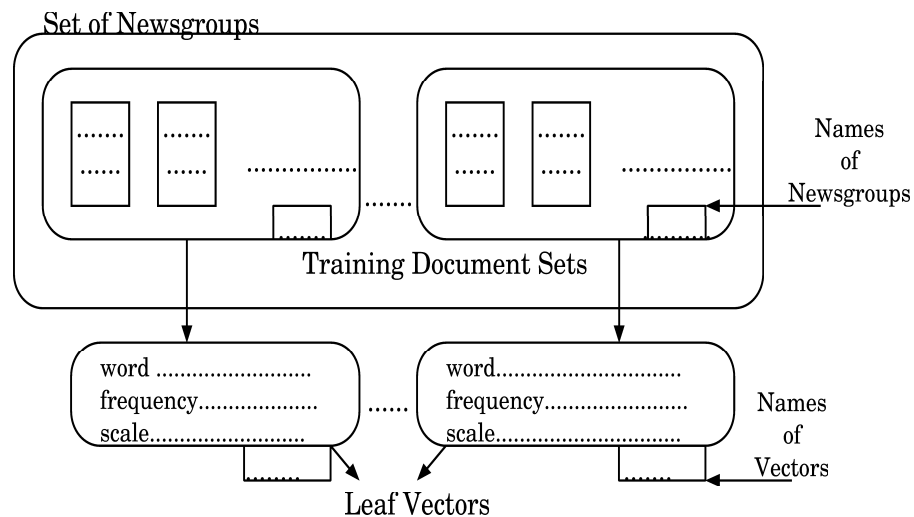 Set of Newsgroups
Names
of
Newsgroups
Training Document Sets
word ...........................
frequency.....................
scale...........................
word................................
frequency.........................
scale................................
Names
of
Vectors
Leaf Vectors